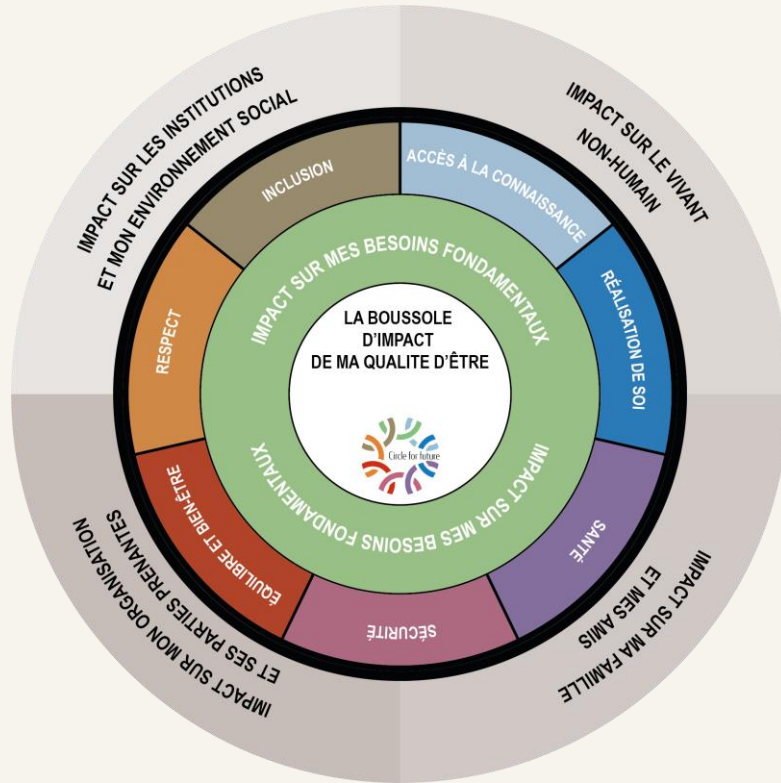 LA BOUSSOLE
D'IMPACT
DE MA QUALITE D'ÊTRE
Circle for future
IMPACT SUR MES BESOINS FONDAMENTAUX
IMPACT SUR MES BESOINS FONDAMENTAUX
ACCÈS À LA CONNAISSANCE
RÉALISATION DE SOI
SANTÉ
SÉCURITÉ
ÉQUILIBRE ET BIEN-ÊTRE
RESPECT
INCLUSION
IMPACT SUR LE VIVANT
NON-HUMAIN
IMPACT SUR MA FAMILLE
ET MES AMIS
IMPACT SUR MON ORGANISATION
ET SES PARTIES PRENANTES
IMPACT SUR LES INSTITUTIONS
ET MON ENVIRONMENT SOCIAL